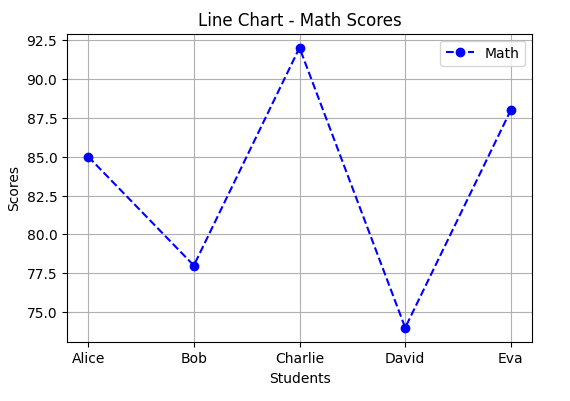 Line Chart - Math Scores
Math
92.5
90.0
87.5
85.0
82.5
80.0
77.5
75.0
Scores
Alice Bob Charlie David Eva
Students